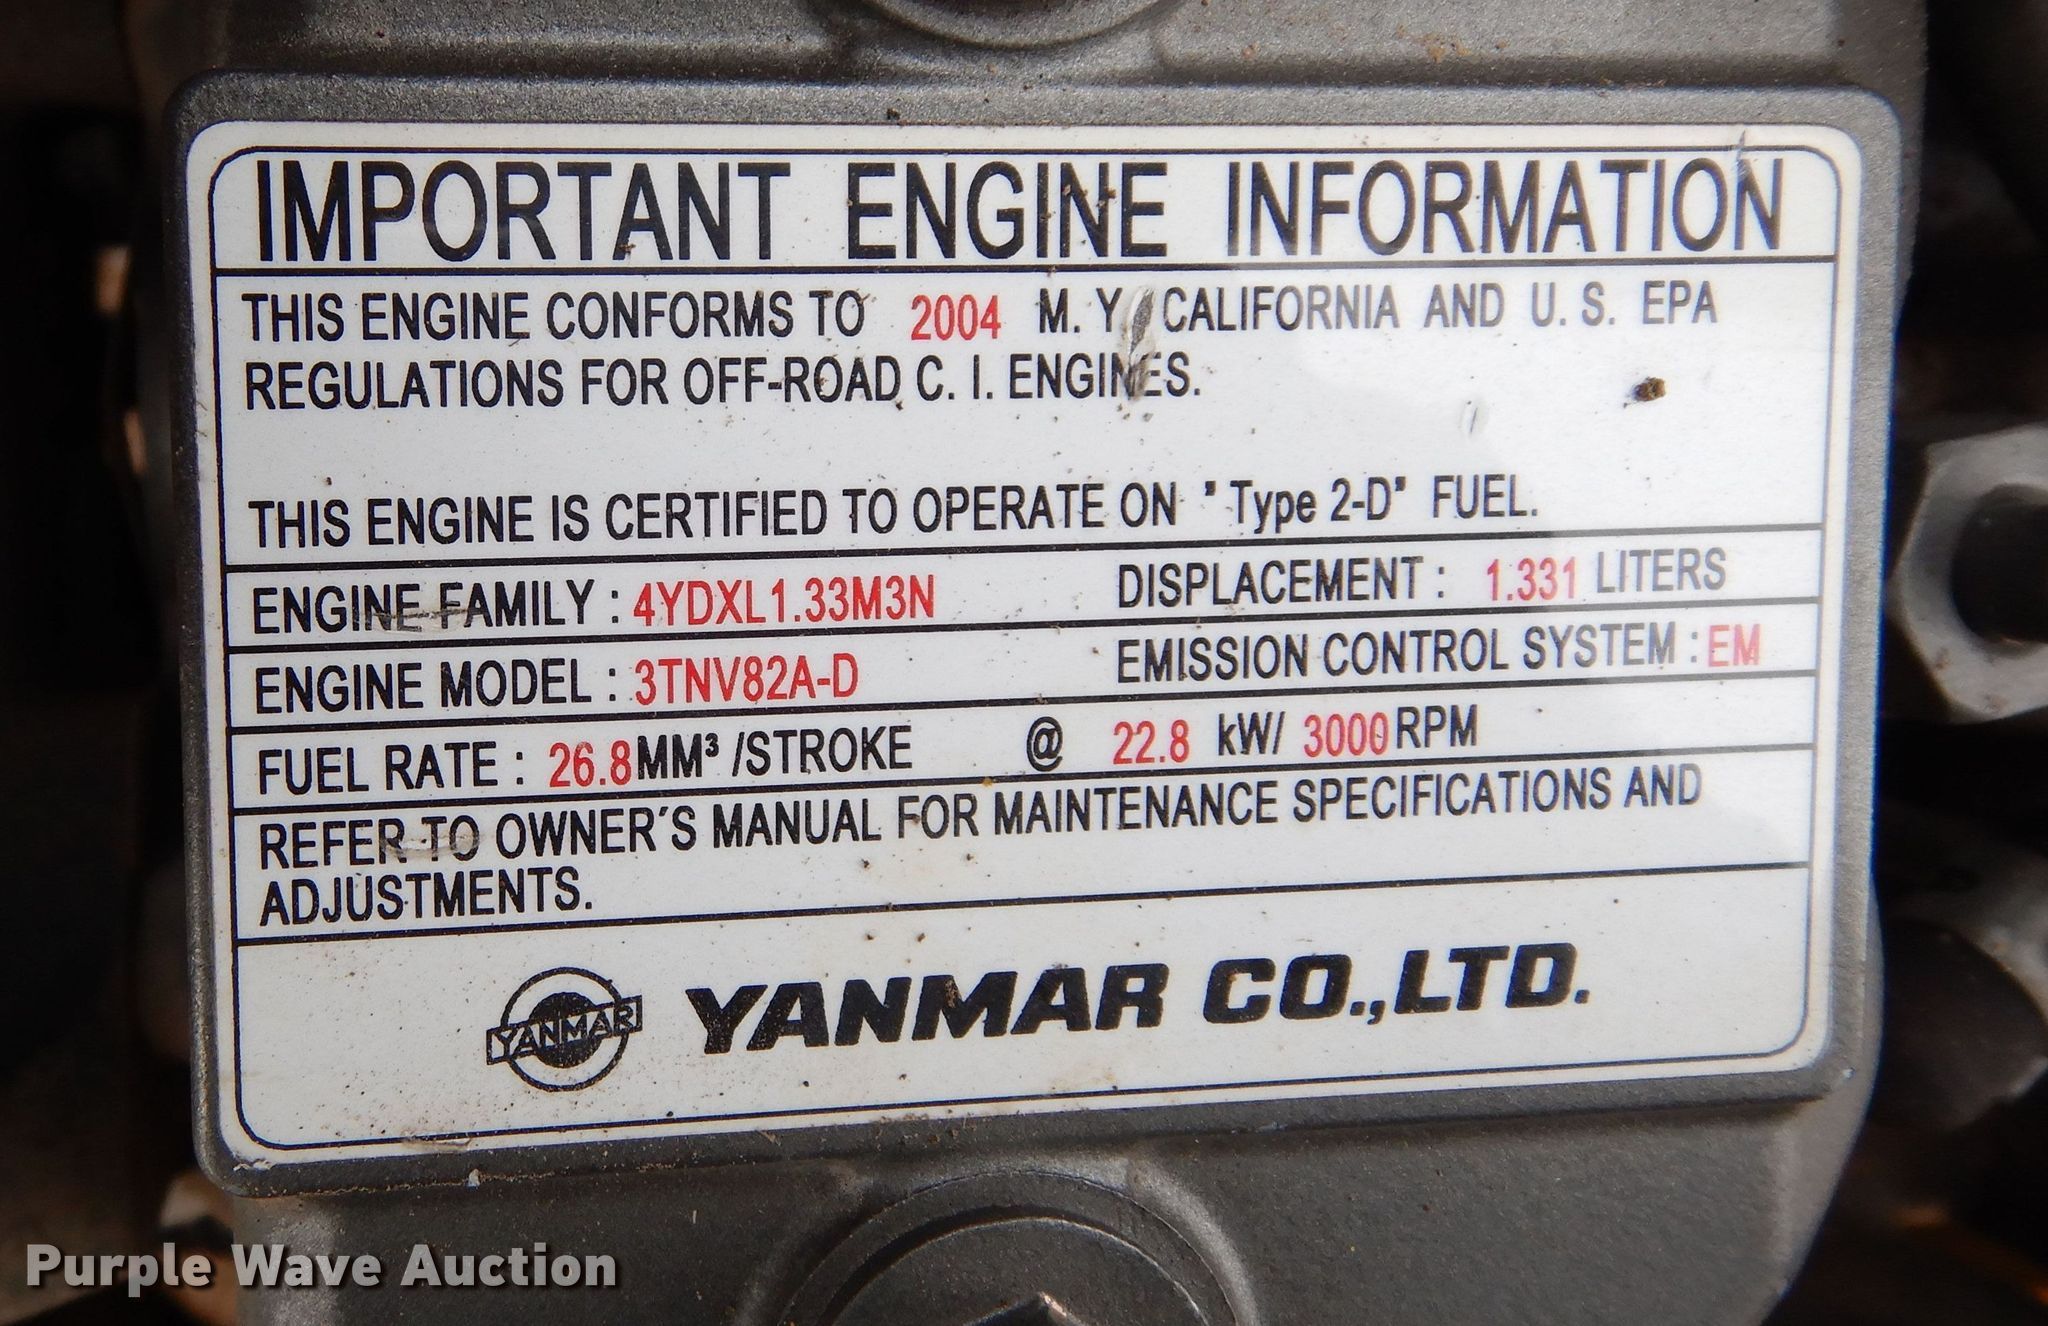 IMPORTANT ENGINE INFORMATION
THIS ENGINE CONFORMS TO 2004 M. Y. CALIFORNIA AND U. S. EPA
REGULATIONS FOR OFF-ROAD C. I. ENGINES.
THIS ENGINE IS CERTIFIED TO OPERATE ON "Type 2-D" FUEL.
ENGINE FAMILY : 4YDXL1.33M3N DISPLACEMENT : 1.331 LITERS
ENGINE MODEL : 3TNV82A-D EMISSION CONTROL SYSTEM : EM
FUEL RATE : 26.8MM³ /STROKE @ 22.8 kW/ 3000RPM
REFER TO OWNER'S MANUAL FOR MAINTENANCE SPECIFICATIONS AND
ADJUSTMENTS.
YANMAR YANMAR CO.,LTD.
Purple Wave Auction